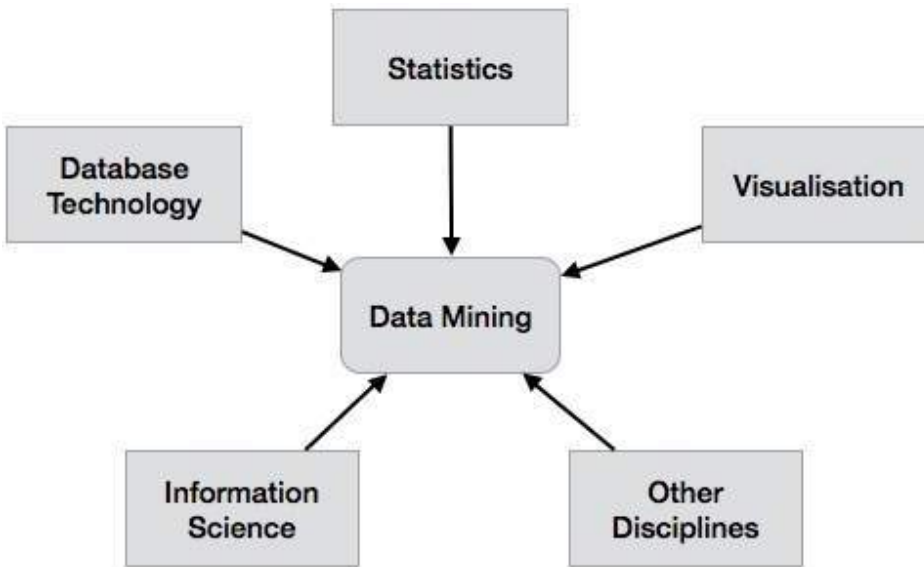 Statistics
Database
Technology
Visualisation
Data Mining
Information
Science
Other
Disciplines